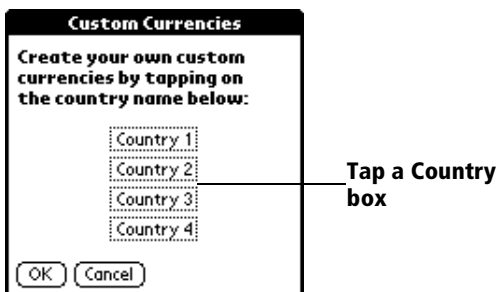 Custom Currencies
Create your own custom
currencies by tapping on
the country name below:
Country 1
Country 2
Country 3
Country 4
Tap a Country
box
OK Cancel